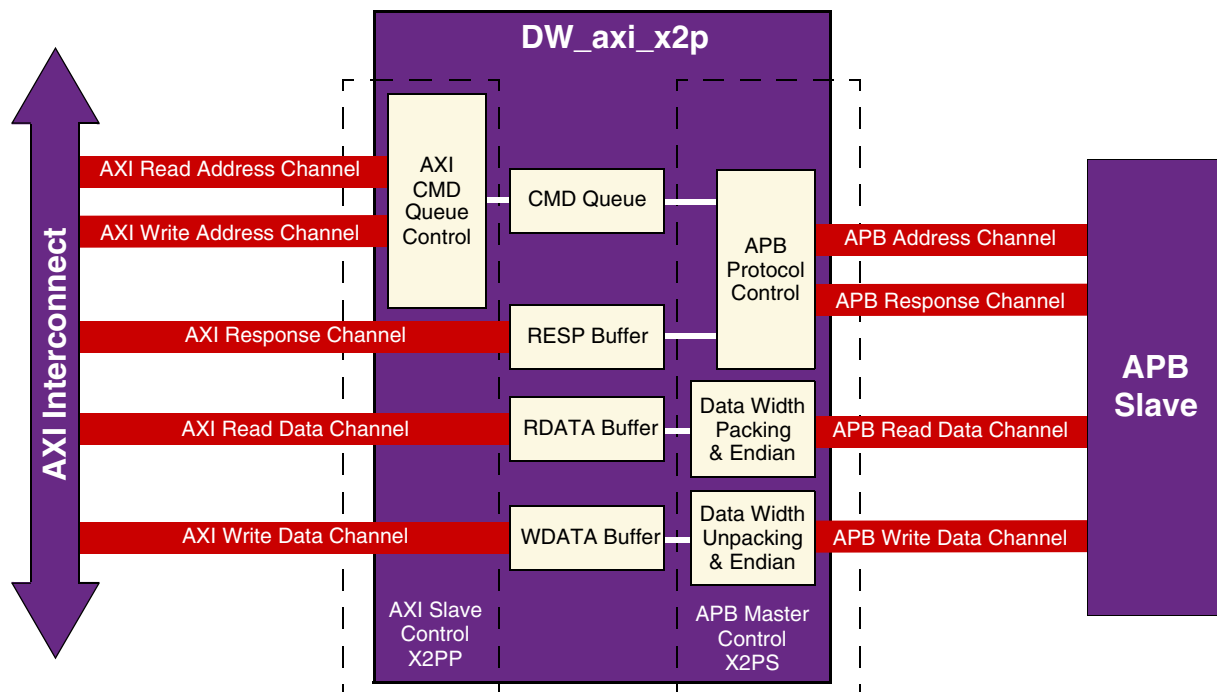 DW_axi_x2p
AXI Interconnect
AXI Read Address Channel
AXI Write Address Channel
AXI Response Channel
AXI Read Data Channel
AXI Write Data Channel
AXI
CMD
Queue
Control
CMD Queue
RESP Buffer
RDATA Buffer
WDATA Buffer
APB
Protocol
Control
Data Width
Packing
& Endian
Data Width
Unpacking
& Endian
AXI Slave
Control
X2PP
APB Master
Control
X2PS
APB Address Channel
APB Response Channel
APB Read Data Channel
APB Write Data Channel
APB
Slave